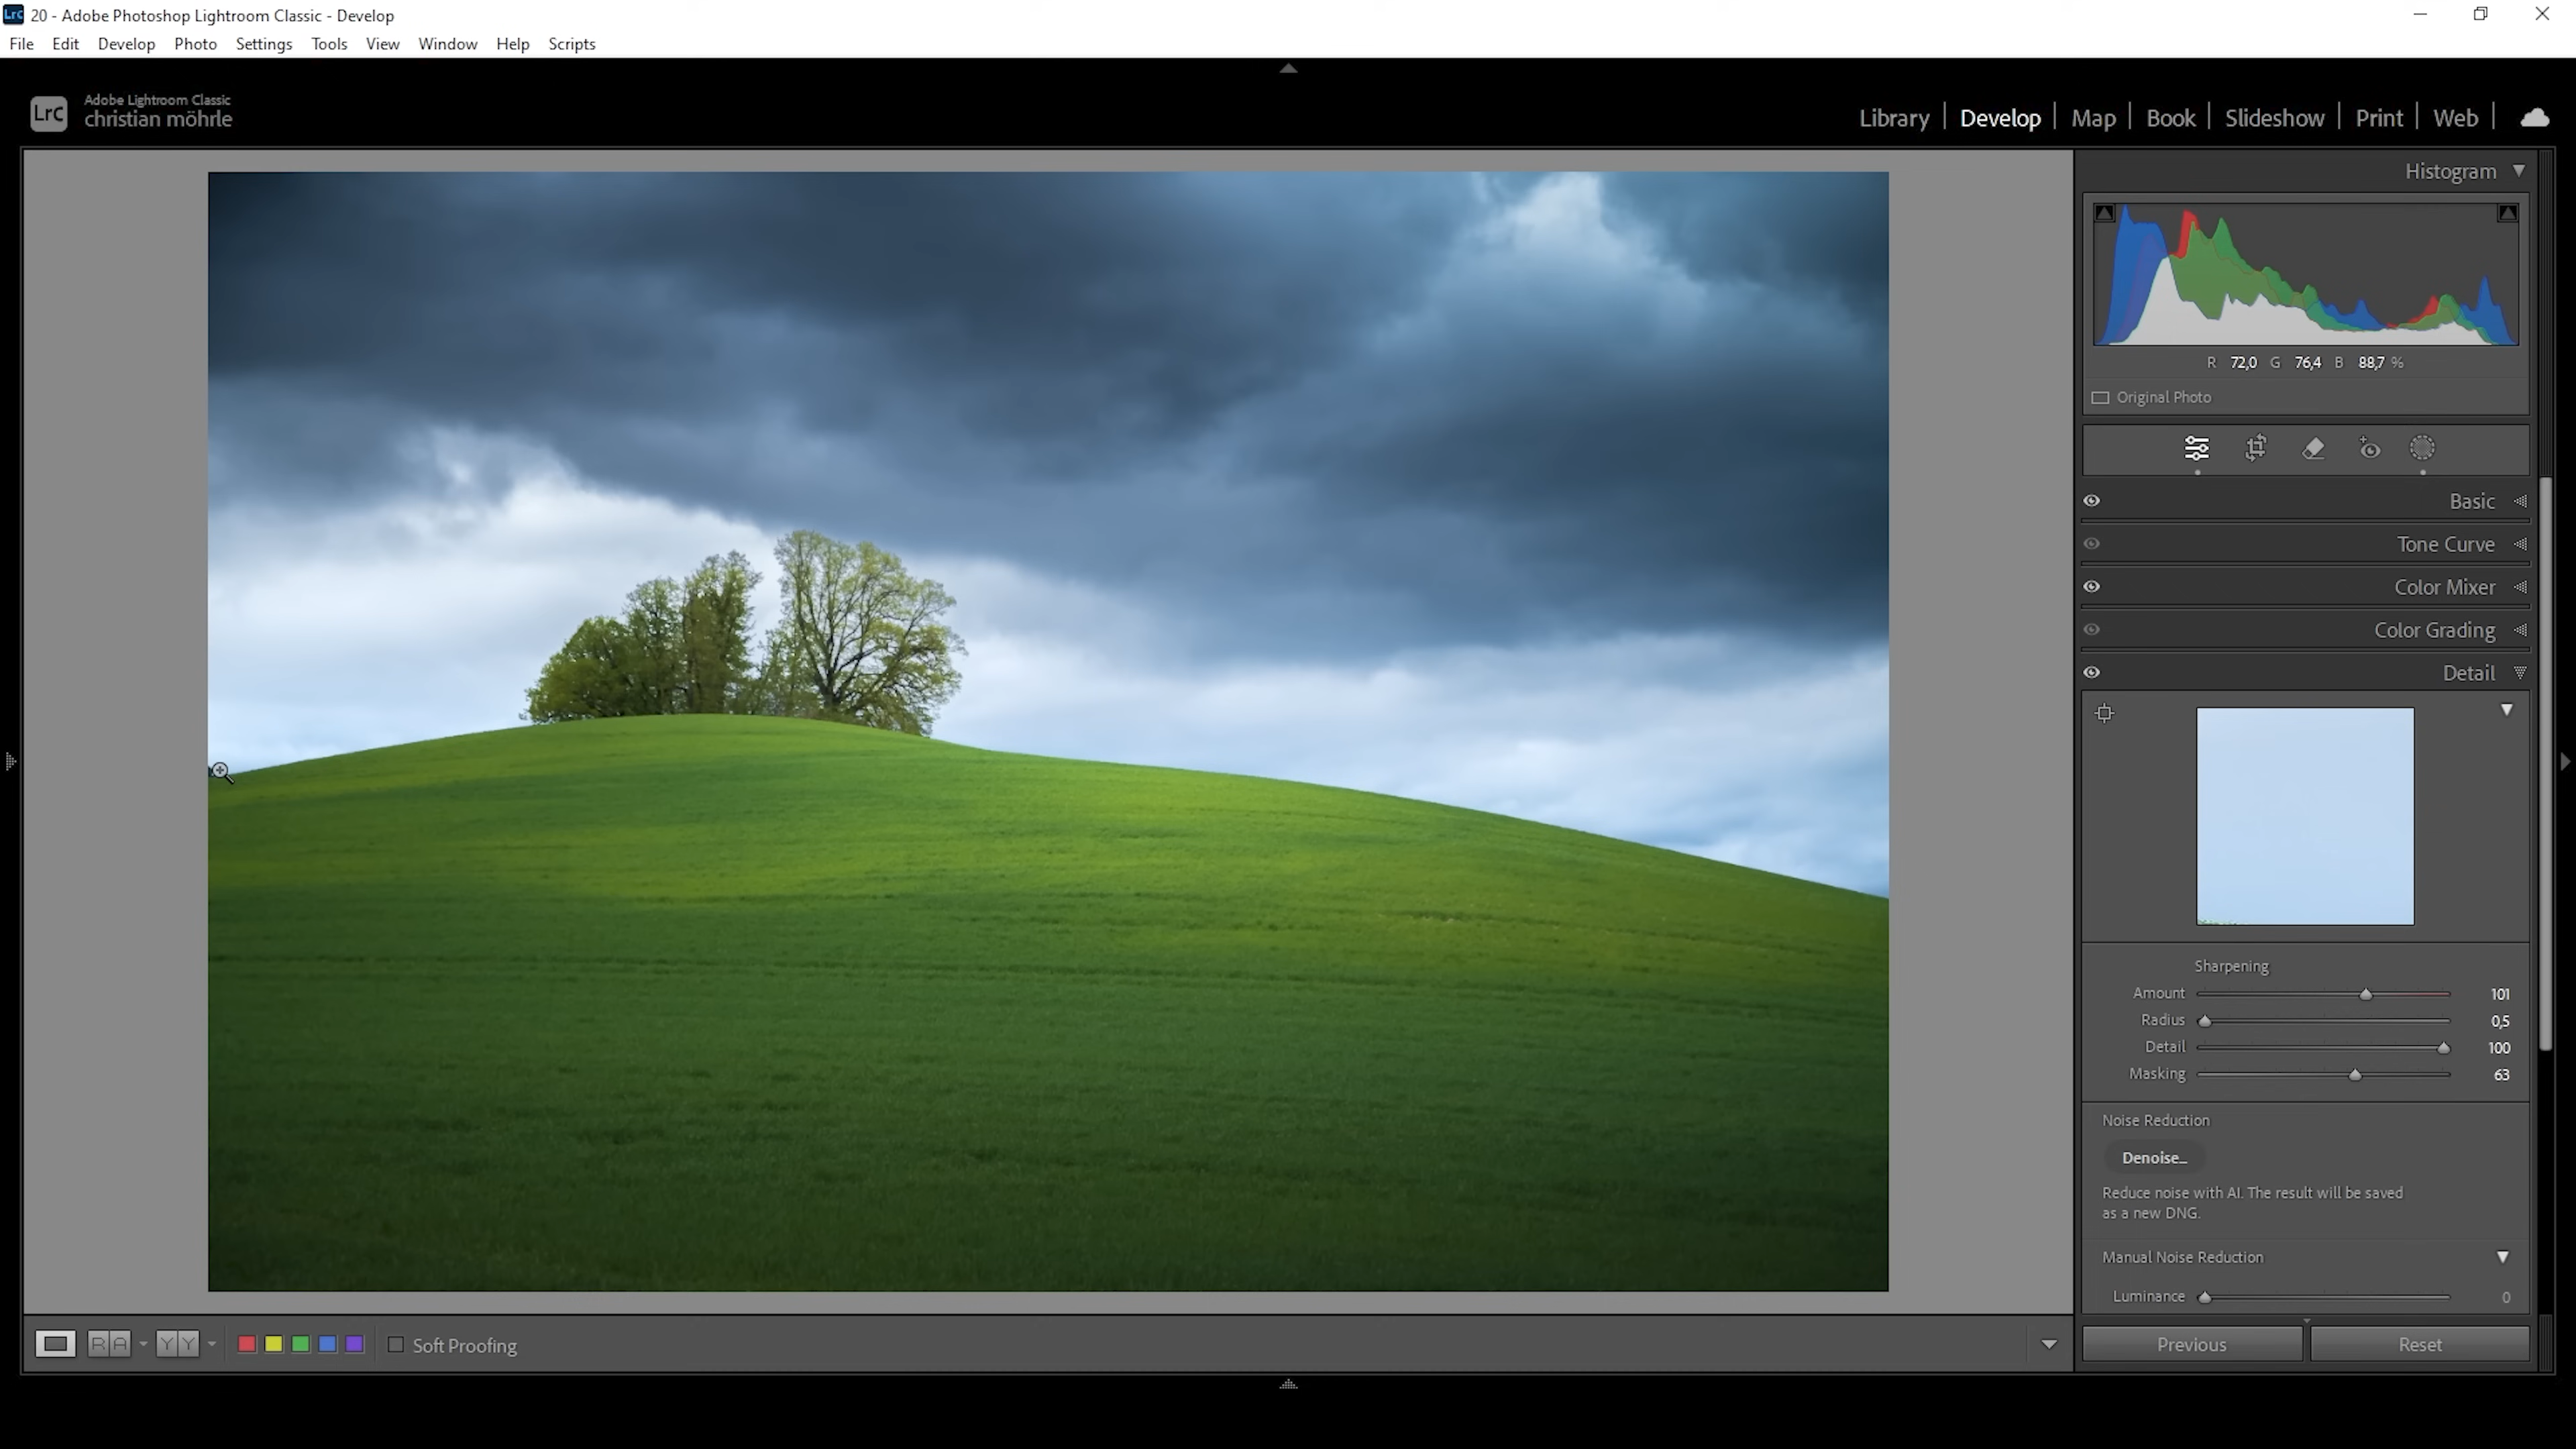 Lrc 20 - Adobe Photoshop Lightroom Classic - Develop
File Edit Develop Photo Settings Tools View Window Help Scripts
Lrc
Adobe Lightroom Classic
christian möhrle
Library | Develop | Map | Book | Slideshow | Print | Web |
Histogram
R 72,0 G 76,4 B 88,7 %
Original Photo
Basic
Tone Curve
Color Mixer
Color Grading
Detail
Sharpening
Amount 101
Radius 0,5
Detail 100
Masking 63
Noise Reduction
Denoise...
Reduce noise with AI. The result will be saved
as a new DNG.
Manual Noise Reduction
Luminance 0
R A Y Y Soft Proofing
Previous Reset